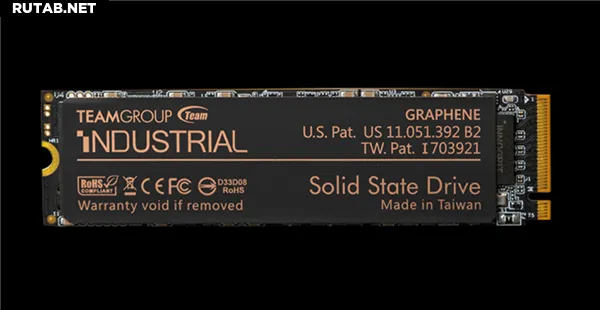 RUTAB.NET
TEAMGROUP Team
INDUSTRIAL
GRAPHENE
U.S. Pat. US 11.051.392 B2
TW. Pat. I703921
RoHS COMPLIANT CE FC D33D08 RoHS
Warranty void if removed
Solid State Drive
Made in Taiwan